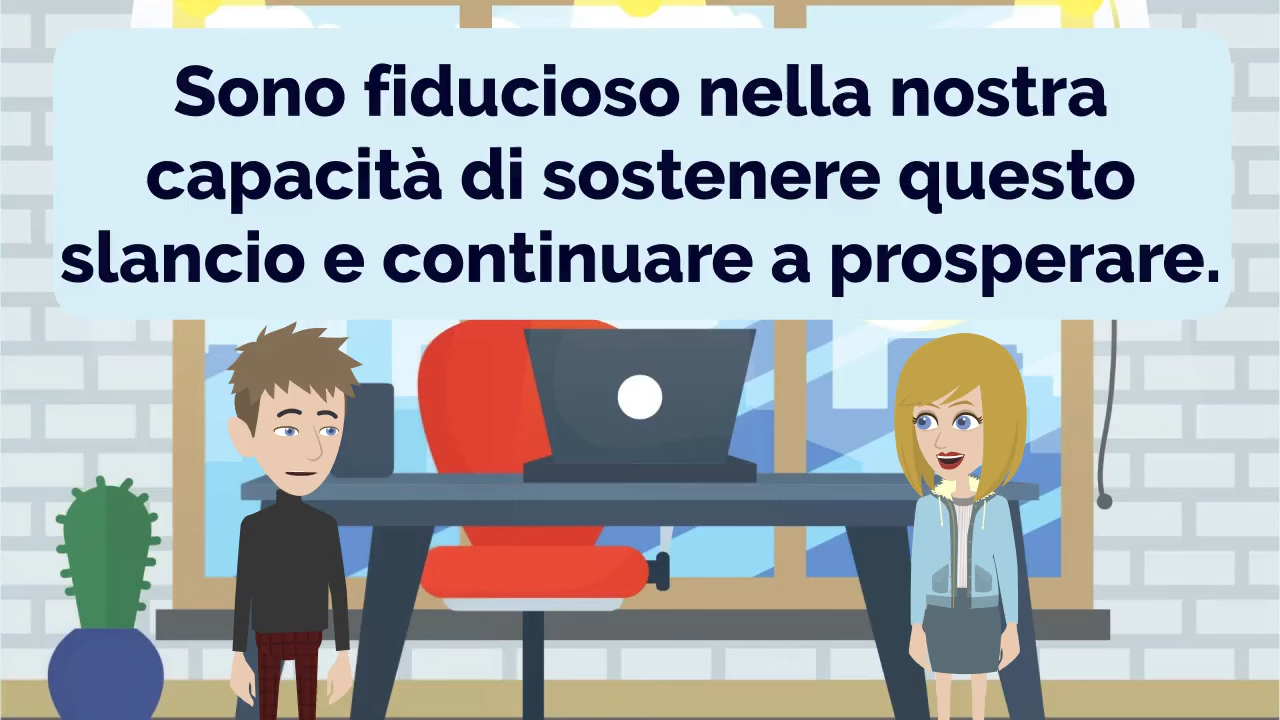 Sono fiducioso nella nostra
capacità di sostenere questo
slancio e continuare a prosperare.